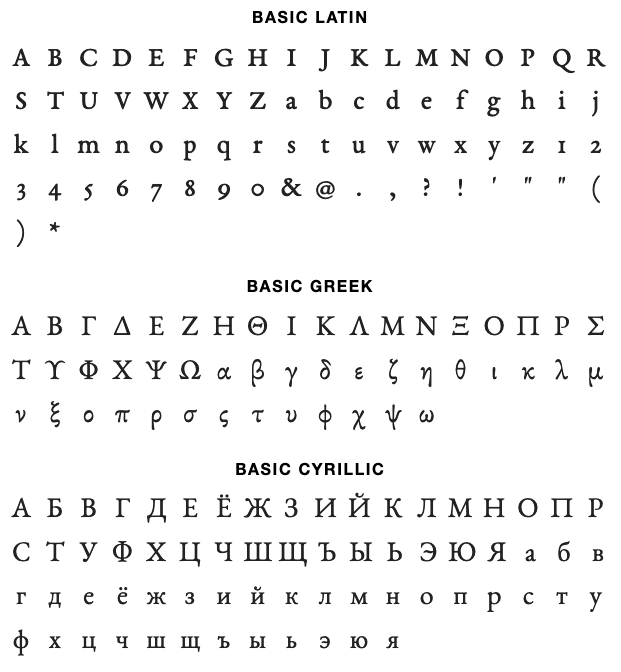 BASIC LATIN
A B C D E F G H I J K L M N O P Q R
S T U V W X Y Z a b c d e f g h i j
k l m n o p q r s t u v w x y z 1 2
3 4 5 6 7 8 9 0 & @ . , ? ! ' " " (
) *
BASIC GREEK
Α Β Γ Δ Ε Ζ Η Θ Ι Κ Λ Μ Ν Ξ Ο Π Ρ Σ
Τ ϒ Φ Χ Ψ Ω α β γ δ ε ζ η θ ι κ λ μ
ν ξ ο π ρ σ ς τ υ φ χ ψ ω
BASIC CYRILLIC
А Б В Г Д Е Ё Ж З И Й К Л М Н О П Р
С Т У Ф Х Ц Ч Ш Щ Ъ Ы Ь Э Ю Я а б в
г д е ё ж з и й к л м н о п р с т у
ф х ц ч ш щ ъ ы ь э ю я